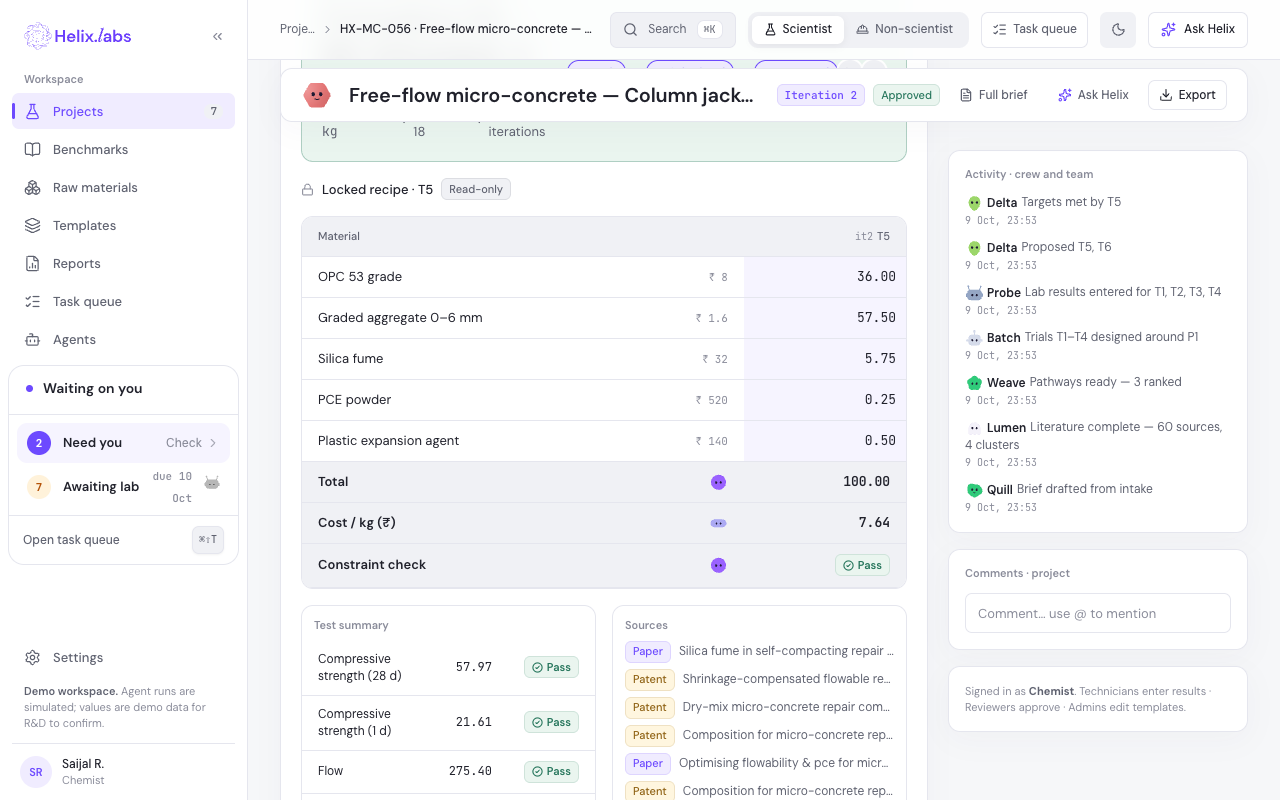 Helix.labs
Workspace
Projects 7
Benchmarks
Raw materials
Templates
Reports
Task queue
Agents
Waiting on you
2 Need you Check
7 Awaiting lab due 10 Oct
Open task queue ⌘⇧T
Settings
Demo workspace. Agent runs are
simulated; values are demo data for
R&D to confirm.
SR Saijal R.
Chemist
Proje… HX-MC-056 · Free-flow micro-concrete — …
Search ⌘K
Scientist Non-scientist
Task queue
Ask Helix
Free-flow micro-concrete — Column jack…
Iteration 2 Approved Full brief Ask Helix Export
kg 18 iterations
Locked recipe · T5 Read-only
Material it2 T5
OPC 53 grade ₹ 8 36.00
Graded aggregate 0–6 mm ₹ 1.6 57.50
Silica fume ₹ 32 5.75
PCE powder ₹ 520 0.25
Plastic expansion agent ₹ 140 0.50
Total 100.00
Cost / kg (₹) 7.64
Constraint check Pass
Test summary
Compressive
strength (28 d) 57.97 Pass
Compressive
strength (1 d) 21.61 Pass
Flow 275.40 Pass
Sources
Paper Silica fume in self-compacting repair …
Patent Shrinkage-compensated flowable re…
Patent Dry-mix micro-concrete repair com…
Patent Composition for micro-concrete rep…
Paper Optimising flowability & pce for micr…
Patent Composition for micro-concrete rep…
Activity · crew and team
Delta Targets met by T5
9 Oct, 23:53
Delta Proposed T5, T6
9 Oct, 23:53
Probe Lab results entered for T1, T2, T3, T4
9 Oct, 23:53
Batch Trials T1–T4 designed around P1
9 Oct, 23:53
Weave Pathways ready — 3 ranked
9 Oct, 23:53
Lumen Literature complete — 60 sources,
4 clusters
9 Oct, 23:53
Quill Brief drafted from intake
9 Oct, 23:53
Comments · project
Comment… use @ to mention
Signed in as Chemist. Technicians enter results ·
Reviewers approve · Admins edit templates.